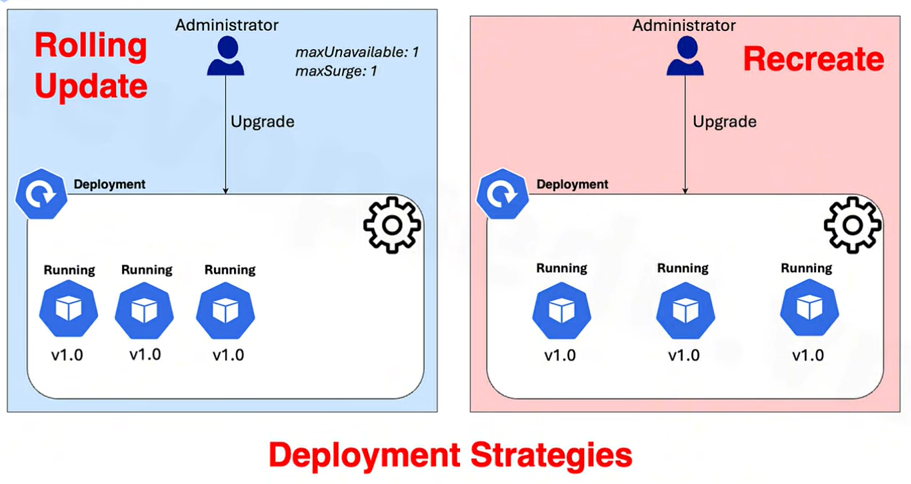 Rolling
Update
Administrator
maxUnavailable: 1
maxSurge: 1
Upgrade
Deployment
Running Running Running
v1.0 v1.0 v1.0
Administrator
Recreate
Upgrade
Deployment
Running Running Running
v1.0 v1.0 v1.0
Deployment Strategies